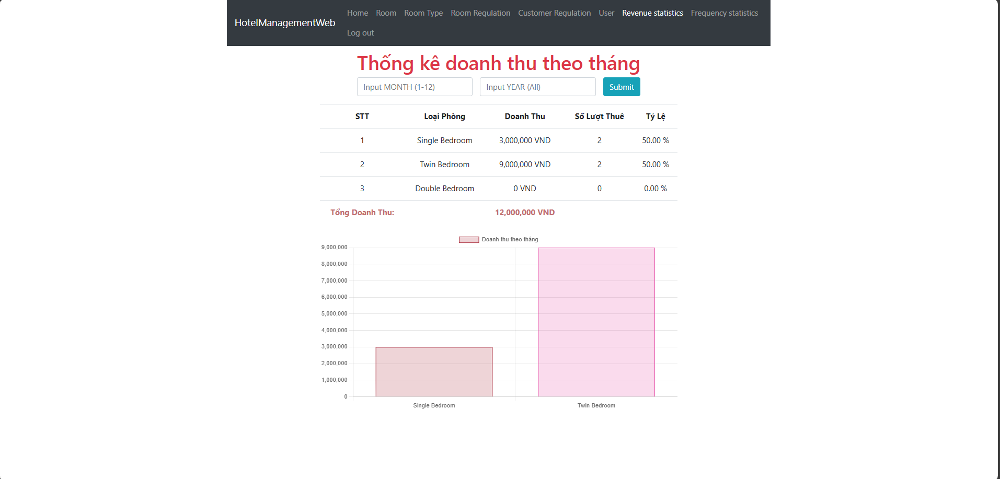 HotelManagementWeb
Home Room Room Type Room Regulation Customer Regulation User Revenue statistics Frequency statistics
Log out
Thống kê doanh thu theo tháng
Input MONTH (1-12) Input YEAR (All) Submit
STT Loại Phòng Doanh Thu Số Lượt Thuê Tỷ Lệ
1 Single Bedroom 3,000,000 VND 2 50.00 %
2 Twin Bedroom 9,000,000 VND 2 50.00 %
3 Double Bedroom 0 VND 0 0.00 %
Tổng Doanh Thu: 12,000,000 VND
Doanh thu theo tháng
9,000,000
8,000,000
7,000,000
6,000,000
5,000,000
4,000,000
3,000,000
2,000,000
1,000,000
0
Single Bedroom Twin Bedroom